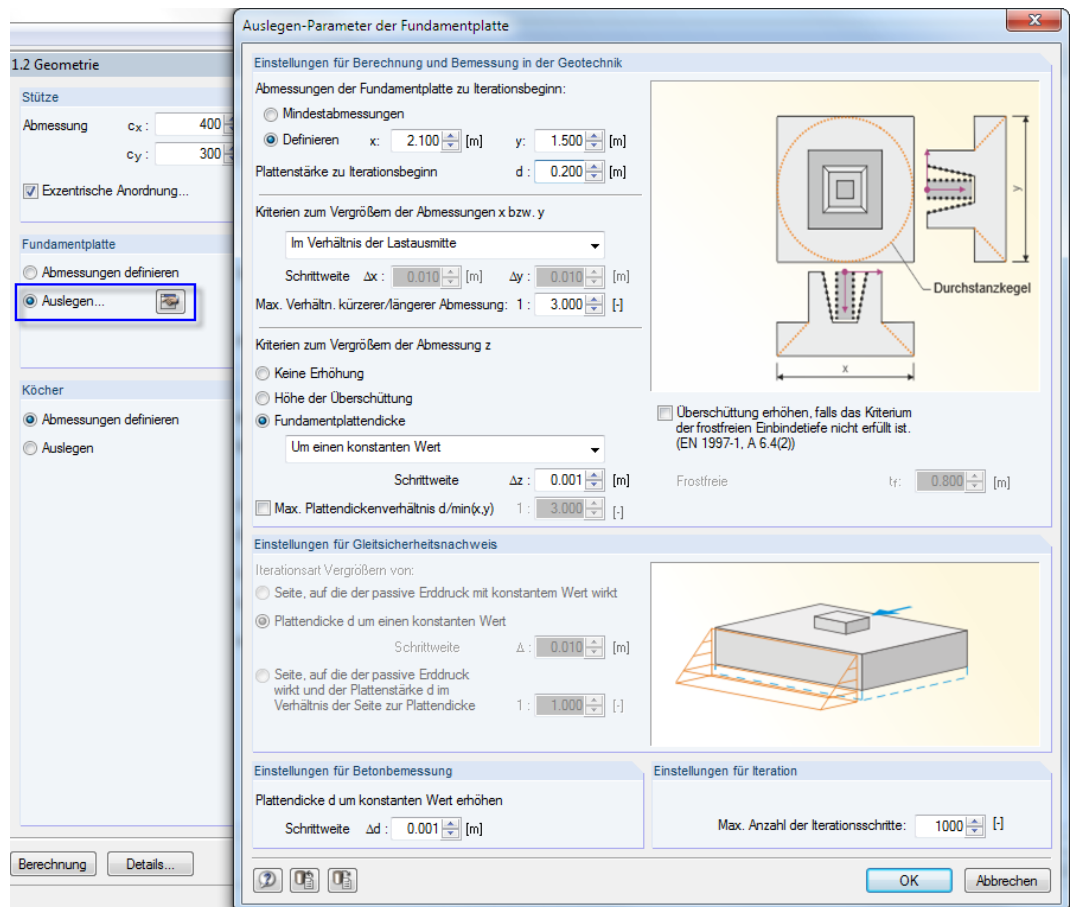 1.2 Geometrie
Stütze
Abmessung cx : 400
cy : 300
Exzentrische Anordnung...
Fundamentplatte
Abmessungen definieren
Auslegen...
Köcher
Abmessungen definieren
Auslegen
Berechnung Details...
Auslegen-Parameter der Fundamentplatte
Einstellungen für Berechnung und Bemessung in der Geotechnik
Abmessungen der Fundamentplatte zu Iterationsbeginn:
Mindestabmessungen
Definieren x: 2.100 [m] y: 1.500 [m]
Plattenstärke zu Iterationsbeginn d : 0.200 [m]
Kriterien zum Vergrößern der Abmessungen x bzw. y
Im Verhältnis der Lastausmitte
Schrittweite Δx : 0.010 [m] Δy : 0.010 [m]
Max. Verhältn. kürzerer/längerer Abmessung: 1 : 3.000 [-]
Kriterien zum Vergrößern der Abmessung z
Keine Erhöhung
Höhe der Überschüttung
Fundamentplattendicke
Um einen konstanten Wert
Schrittweite Δz : 0.001 [m]
Max. Plattendickenverhältnis d/min(x,y) 1 : 3.000 [-]
y
Durchstanzkegel
x
Überschüttung erhöhen, falls das Kriterium
der frostfreien Einbindetiefe nicht erfüllt ist.
(EN 1997-1, A 6.4(2))
Frostfreie tf: 0.800 [m]
Einstellungen für Gleitsicherheitsnachweis
Iterationsart Vergrößern von:
Seite, auf die der passive Erddruck mit konstantem Wert wirkt
Plattendicke d um einen konstanten Wert
Schrittweite Δ : 0.010 [m]
Seite, auf die der passive Erddruck
wirkt und der Plattenstärke d im
Verhältnis der Seite zur Plattendicke 1 : 1.000 [-]
Einstellungen für Betonbemessung
Plattendicke d um konstanten Wert erhöhen
Schrittweite Δd : 0.001 [m]
Einstellungen für Iteration
Max. Anzahl der Iterationsschritte: 1000 [-]
OK Abbrechen